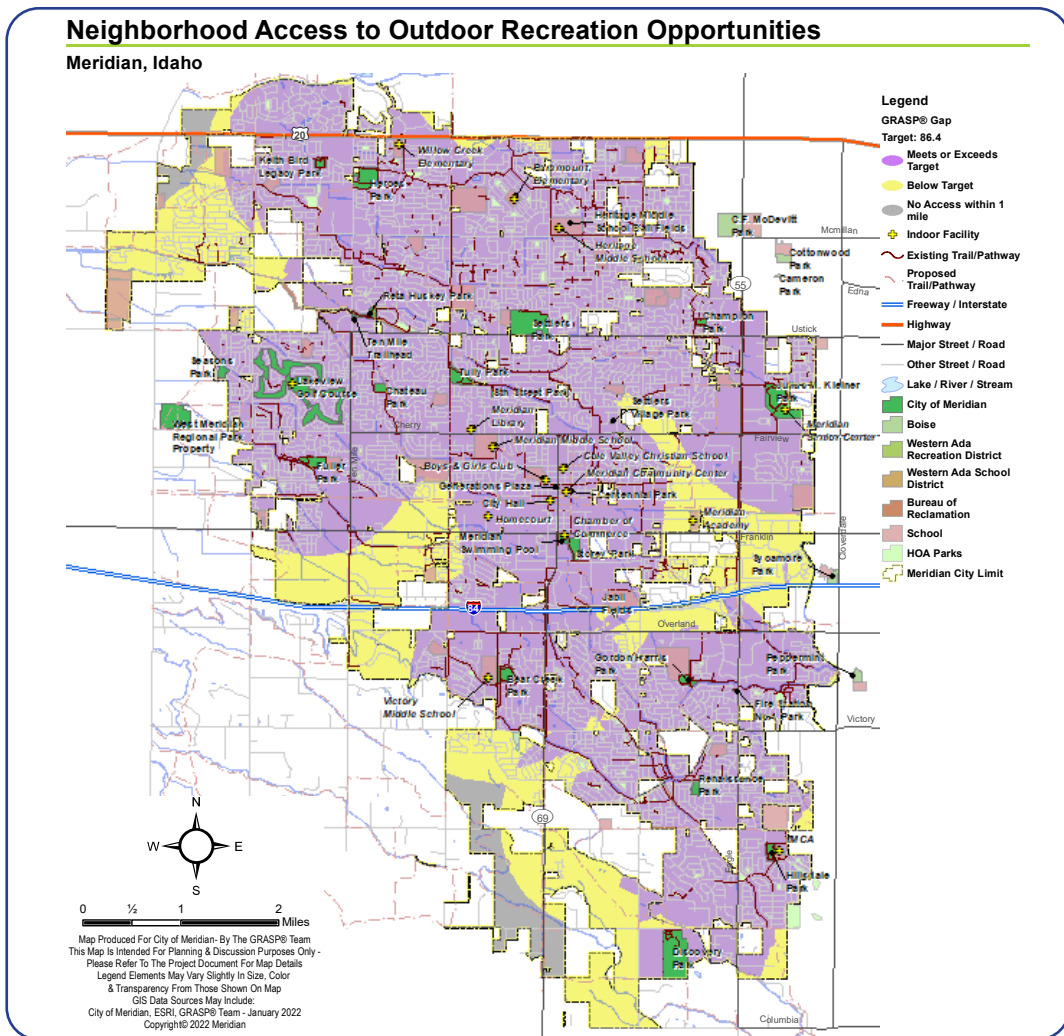 Neighborhood Access to Outdoor Recreation Opportunities
Meridian, Idaho
Legend
GRASP® Gap
Target: 86.4
Meets or Exceeds
Target
Below Target
No Access within 1
mile
Indoor Facility
Existing Trail/Pathway
Proposed
Trail/Pathway
Freeway / Interstate
Highway
Major Street / Road
Other Street / Road
Lake / River / Stream
City of Meridian
Boise
Western Ada
Recreation District
Western Ada School
District
Bureau of
Reclamation
School
HOA Parks
Meridian City Limit
20
Willow Creek
Elementary
Keith Bird
Legacy Park
Heroes
Park
Paramount
Elementary
Heritage Middle
School Ball Fields
Heritage
Middle School
C.F. McDevitt
Park
Mcmillan
Cottonwood
Park
Cameron
Park
55
Edna
Reta Huskey Park
Ten Mile
Trailhead
Settlers
Park
Champion
Park
Ustick
Seasons
Park
Lakeview
Golf Course
Chateau
Park
Tully Park
8th Street Park
Settlers
Village Park
Julius M. Kleiner
Park
Meridian
Senior Center
West Meridian
Regional Park
Property
Meridian
Library
Cherry
Fairview
Meridian Middle School
Cole Valley Christian School
Fuller
Park
Ten Mile
Boys & Girls Club
Meridian Community Center
Generations Plaza
Centennial Park
City Hall
Homecourt
Chamber of
Commerce
Meridian
Academy
Meridian
Swimming Pool
Storey Park
Franklin
Cloverdale
Sycamore
Park
84
Jabil
Fields
Overland
Gordon Harris
Park
Peppermint
Park
Bear Creek
Park
Victory
Middle School
Fire Station
No. 4 Park
Victory
Renaissance
Park
69
Eagle
YMCA
Hillsdale
Park
Discovery
Park
Columbia
N
W
E
S
0 ½ 1 2
Miles
Map Produced For City of Meridian- By The GRASP® Team
This Map Is Intended For Planning & Discussion Purposes Only -
Please Refer To The Project Document For Map Details
Legend Elements May Vary Slightly In Size, Color
& Transparency From Those Shown On Map
GIS Data Sources May Include:
City of Meridian, ESRI, GRASP® Team - January 2022
Copyright© 2022 Meridian